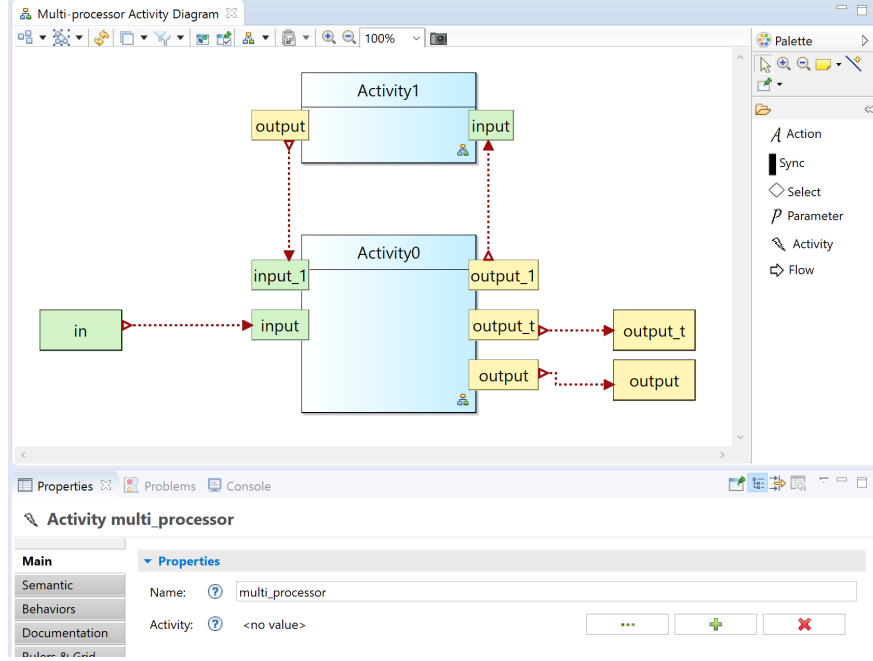 Multi-processor Activity Diagram
100%
Palette
Activity1
output
input
Action
Sync
Select
Parameter
Activity
Flow
Activity0
input_1
output_1
in
input
output_t
output_t
output
output
Properties
Problems
Console
Activity multi_processor
Main
Properties
Semantic
Name:
multi_processor
Behaviors
Activity:
<no value>
Documentation
Rulers & Grid